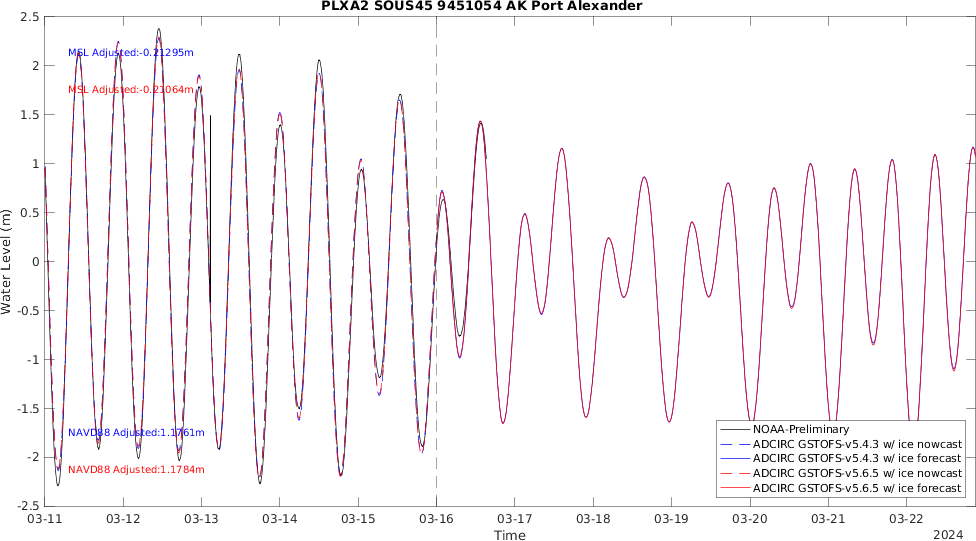 PLXA2 SOUS45 9451054 AK Port Alexander
2.5
2
1.5
1
0.5
0
-0.5
-1
-1.5
-2
-2.5
Water Level (m)
MSL Adjusted:-0.21295m
MSL Adjusted:-0.21064m
NAVD88 Adjusted:1.1761m
NAVD88 Adjusted:1.1784m
NOAA-Preliminary
ADCIRC GSTOFS-v5.4.3 w/ ice nowcast
ADCIRC GSTOFS-v5.4.3 w/ ice forecast
ADCIRC GSTOFS-v5.6.5 w/ ice nowcast
ADCIRC GSTOFS-v5.6.5 w/ ice forecast
03-11 03-12 03-13 03-14 03-15 03-16 03-17 03-18 03-19 03-20 03-21 03-22
Time
2024